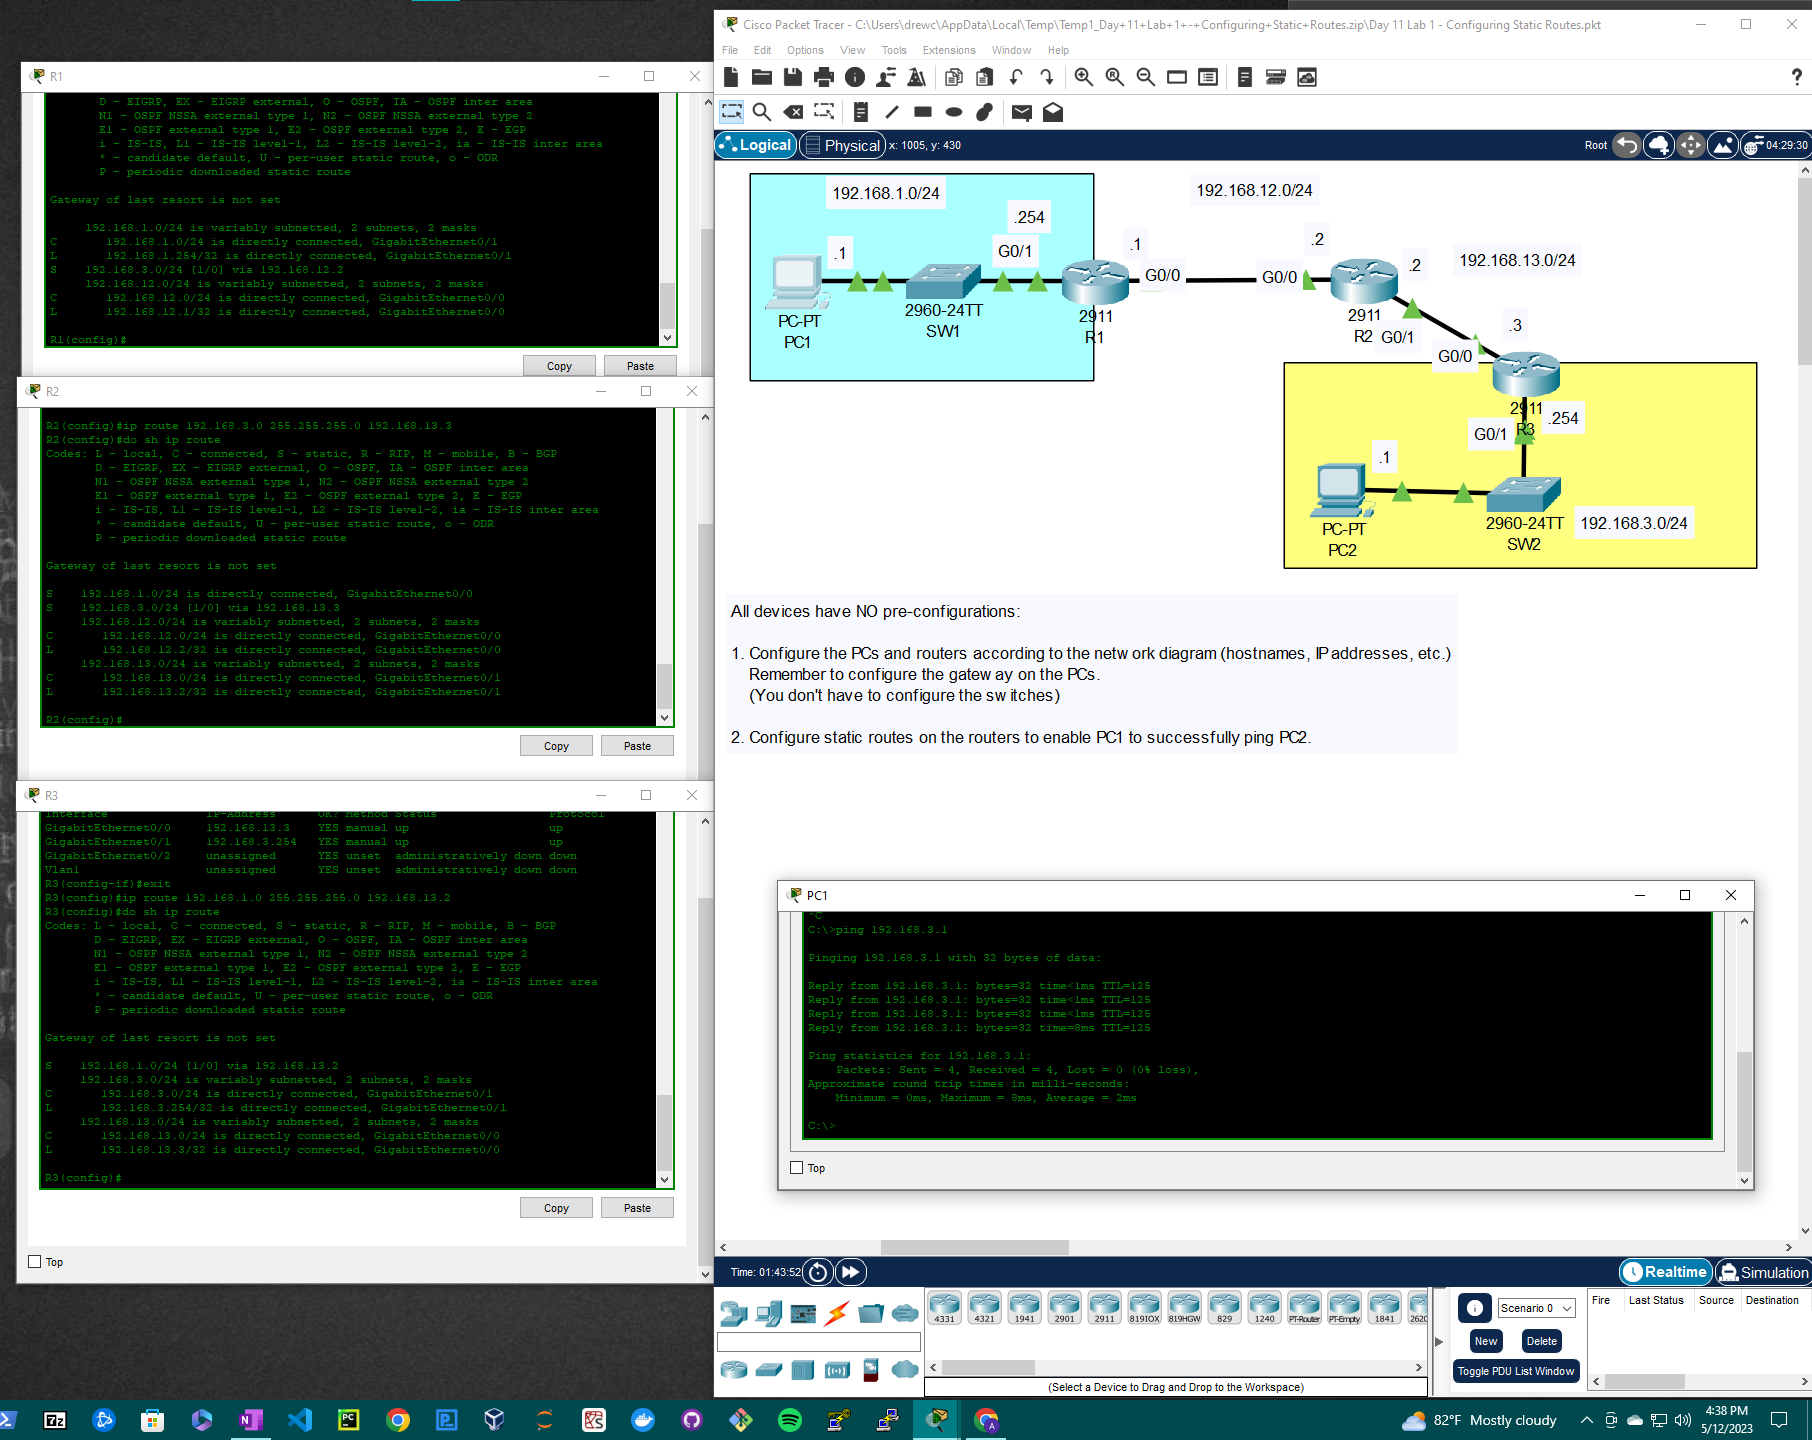 R1
D - EIGRP, EX - EIGRP external, O - OSPF, IA - OSPF inter area
N1 - OSPF NSSA external type 1, N2 - OSPF NSSA external type 2
E1 - OSPF external type 1, E2 - OSPF external type 2, E - EGP
i - IS-IS, L1 - IS-IS level-1, L2 - IS-IS level-2, ia - IS-IS inter area
* - candidate default, U - per-user static route, o - ODR
P - periodic downloaded static route
Gateway of last resort is not set
192.168.1.0/24 is variably subnetted, 2 subnets, 2 masks
C 192.168.1.0/24 is directly connected, GigabitEthernet0/1
L 192.168.1.254/32 is directly connected, GigabitEthernet0/1
S 192.168.3.0/24 [1/0] via 192.168.12.2
192.168.12.0/24 is variably subnetted, 2 subnets, 2 masks
C 192.168.12.0/24 is directly connected, GigabitEthernet0/0
L 192.168.12.1/32 is directly connected, GigabitEthernet0/0
R1(config)#
Copy Paste
R2
R2(config)#ip route 192.168.3.0 255.255.255.0 192.168.13.3
R2(config)#do sh ip route
Codes: L - local, C - connected, S - static, R - RIP, M - mobile, B - BGP
D - EIGRP, EX - EIGRP external, O - OSPF, IA - OSPF inter area
N1 - OSPF NSSA external type 1, N2 - OSPF NSSA external type 2
E1 - OSPF external type 1, E2 - OSPF external type 2, E - EGP
i - IS-IS, L1 - IS-IS level-1, L2 - IS-IS level-2, ia - IS-IS inter area
* - candidate default, U - per-user static route, o - ODR
P - periodic downloaded static route
Gateway of last resort is not set
S 192.168.1.0/24 is directly connected, GigabitEthernet0/0
S 192.168.3.0/24 [1/0] via 192.168.13.3
192.168.12.0/24 is variably subnetted, 2 subnets, 2 masks
C 192.168.12.0/24 is directly connected, GigabitEthernet0/0
L 192.168.12.2/32 is directly connected, GigabitEthernet0/0
192.168.13.0/24 is variably subnetted, 2 subnets, 2 masks
C 192.168.13.0/24 is directly connected, GigabitEthernet0/1
L 192.168.13.2/32 is directly connected, GigabitEthernet0/1
R2(config)#
Copy Paste
R3
Interface IP-Address OK? Method Status Protocol
GigabitEthernet0/0 192.168.13.3 YES manual up up
GigabitEthernet0/1 192.168.3.254 YES manual up up
GigabitEthernet0/2 unassigned YES unset administratively down down
Vlan1 unassigned YES unset administratively down down
R3(config-if)#exit
R3(config)#ip route 192.168.1.0 255.255.255.0 192.168.13.2
R3(config)#do sh ip route
Codes: L - local, C - connected, S - static, R - RIP, M - mobile, B - BGP
D - EIGRP, EX - EIGRP external, O - OSPF, IA - OSPF inter area
N1 - OSPF NSSA external type 1, N2 - OSPF NSSA external type 2
E1 - OSPF external type 1, E2 - OSPF external type 2, E - EGP
i - IS-IS, L1 - IS-IS level-1, L2 - IS-IS level-2, ia - IS-IS inter area
* - candidate default, U - per-user static route, o - ODR
P - periodic downloaded static route
Gateway of last resort is not set
S 192.168.1.0/24 [1/0] via 192.168.13.2
192.168.3.0/24 is variably subnetted, 2 subnets, 2 masks
C 192.168.3.0/24 is directly connected, GigabitEthernet0/1
L 192.168.3.254/32 is directly connected, GigabitEthernet0/1
192.168.13.0/24 is variably subnetted, 2 subnets, 2 masks
C 192.168.13.0/24 is directly connected, GigabitEthernet0/0
L 192.168.13.3/32 is directly connected, GigabitEthernet0/0
R3(config)#
Copy Paste
Top
Cisco Packet Tracer - C:\Users\drewc\AppData\Local\Temp\Temp1_Day+11+Lab+1+-+Configuring+Static+Routes.zip\Day 11 Lab 1 - Configuring Static Routes.pkt
File Edit Options View Tools Extensions Window Help
Logical Physical x: 1005, y: 430 Root 04:29:30
192.168.1.0/24
192.168.12.0/24
.254
.1
G0/1
.1
G0/0
.2
G0/0
.2
192.168.13.0/24
PC-PT
PC1
2960-24TT
SW1
2911
R1
2911
R2
G0/1
.3
G0/0
2911
R3
.254
G0/1
.1
PC-PT
PC2
2960-24TT
SW2
192.168.3.0/24
All devices have NO pre-configurations:
1. Configure the PCs and routers according to the network diagram (hostnames, IP addresses, etc.)
Remember to configure the gateway on the PCs.
(You don't have to configure the switches)
2. Configure static routes on the routers to enable PC1 to successfully ping PC2.
PC1
^C
C:\>ping 192.168.3.1
Pinging 192.168.3.1 with 32 bytes of data:
Reply from 192.168.3.1: bytes=32 time<1ms TTL=125
Reply from 192.168.3.1: bytes=32 time<1ms TTL=125
Reply from 192.168.3.1: bytes=32 time<1ms TTL=125
Reply from 192.168.3.1: bytes=32 time=8ms TTL=125
Ping statistics for 192.168.3.1:
Packets: Sent = 4, Received = 4, Lost = 0 (0% loss),
Approximate round trip times in milli-seconds:
Minimum = 0ms, Maximum = 8ms, Average = 2ms
C:\>
Top
Time: 01:43:52 Realtime Simulation
4331 4321 1941 2901 2911 819IOX 819HGW 829 1240 PT-Router PT-Empty 1841 2620
(Select a Device to Drag and Drop to the Workspace)
Scenario 0
New Delete
Toggle PDU List Window
Fire Last Status Source Destination
7z
PC
82°F Mostly cloudy
4:38 PM
5/12/2023